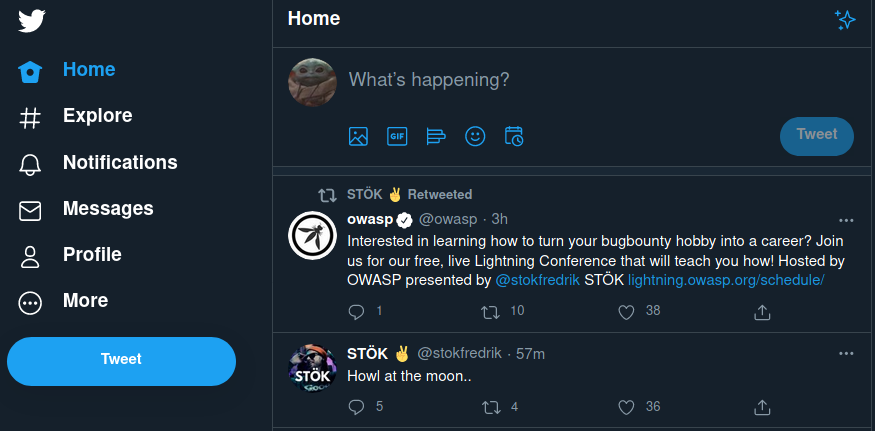 Home
Explore
Notifications
Messages
Profile
More
Tweet
Home
What's happening?
GIF
Tweet
STÖK ✌️ Retweeted
owasp @owasp · 3h
Interested in learning how to turn your bugbounty hobby into a career? Join
us for our free, live Lightning Conference that will teach you how! Hosted by
OWASP presented by @stokfredrik STÖK lightning.owasp.org/schedule/
1 10 38
STÖK ✌️ @stokfredrik · 57m
STÖK
Howl at the moon..
5 4 36